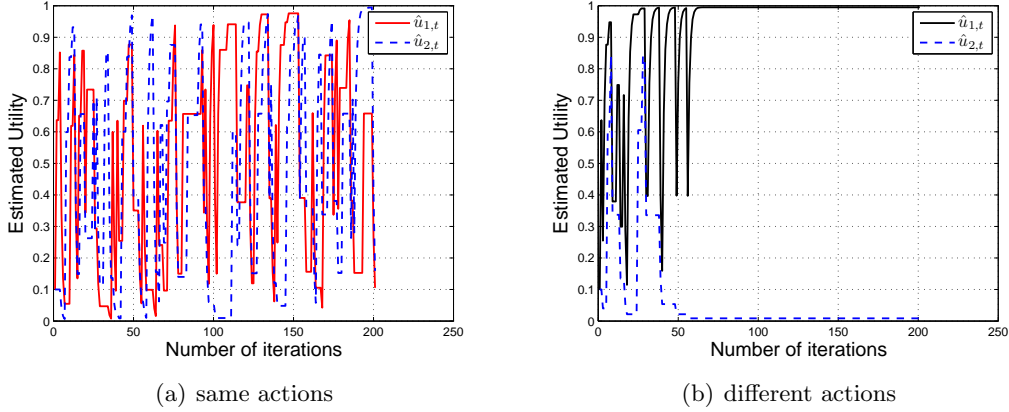 1
0.9
0.8
0.7
0.6
0.5
0.4
0.3
0.2
0.1
0
0 50 100 150 200 250
Estimated Utility
Number of iterations
û1,t
û2,t
(a) same actions
1
0.9
0.8
0.7
0.6
0.5
0.4
0.3
0.2
0.1
0
0 50 100 150 200 250
Estimated Utility
Number of iterations
û1,t
û2,t
(b) different actions